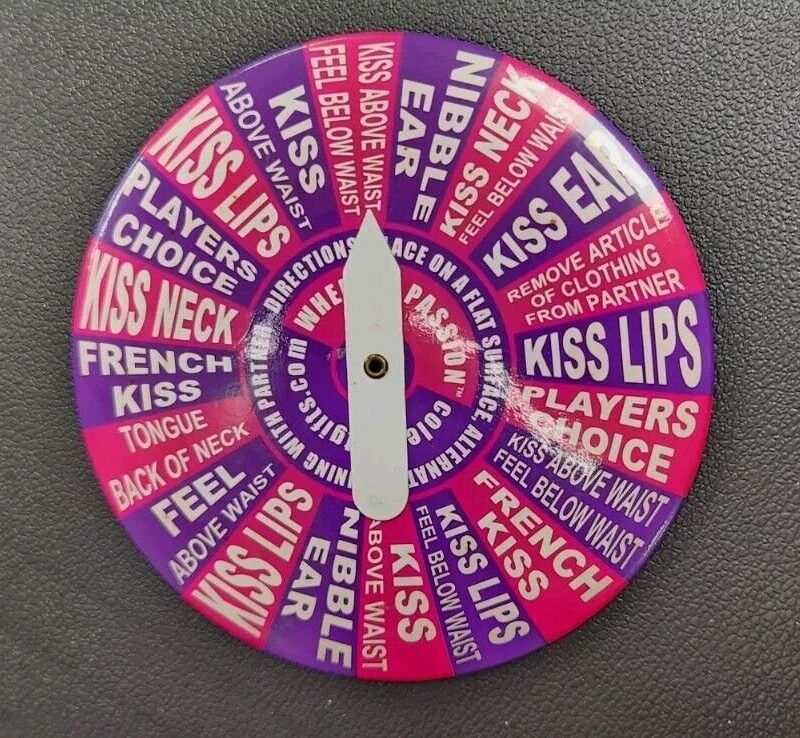 KISS ABOVE WAIST
FEEL BELOW WAIST
NIBBLE
EAR
KISS NECK
FEEL BELOW WAIST
KISS EAR
REMOVE ARTICLE
OF CLOTHING
FROM PARTNER
KISS LIPS
PLAYERS
CHOICE
KISS ABOVE WAIST
FEEL BELOW WAIST
FRENCH
KISS
KISS LIPS
FEEL BELOW WAIST
KISS
ABOVE WAIST
NIBBLE
EAR
KISS LIPS
FEEL
ABOVE WAIST
TONGUE
BACK OF NECK
FRENCH
KISS
KISS NECK
PLAYERS
CHOICE
KISS LIPS
KISS
ABOVE WAIST
DIRECTIONS ON A FLAT SURFACE WITH PARTNER
PASSION™